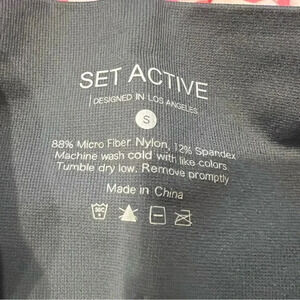 SET ACTIVE
DESIGNED IN LOS ANGELES
S
88% Micro Fiber Nylon, 12% Spandex
Machine wash cold with like colors
Tumble dry low. Remove promptly
Made in China